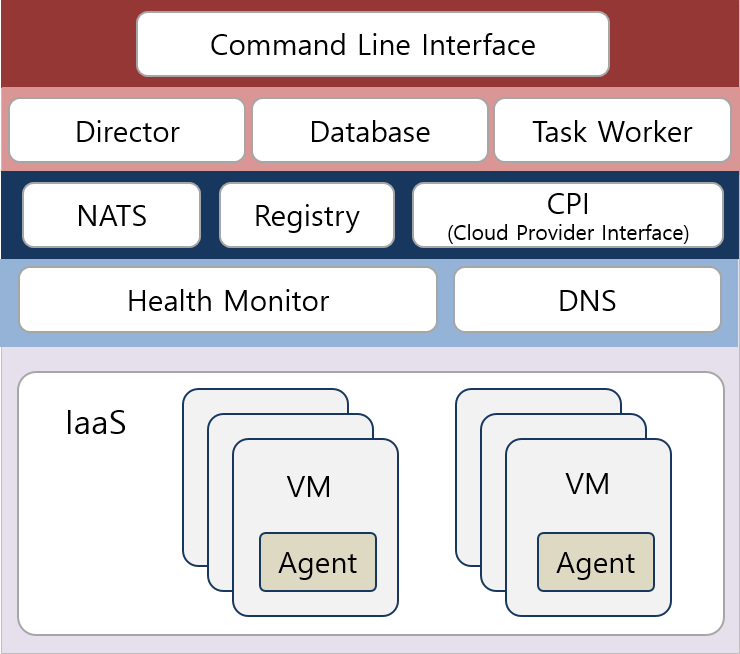 Command Line Interface
Director
Database
Task Worker
NATS
Registry
CPI
(Cloud Provider Interface)
Health Monitor
DNS
IaaS
VM
Agent
VM
Agent